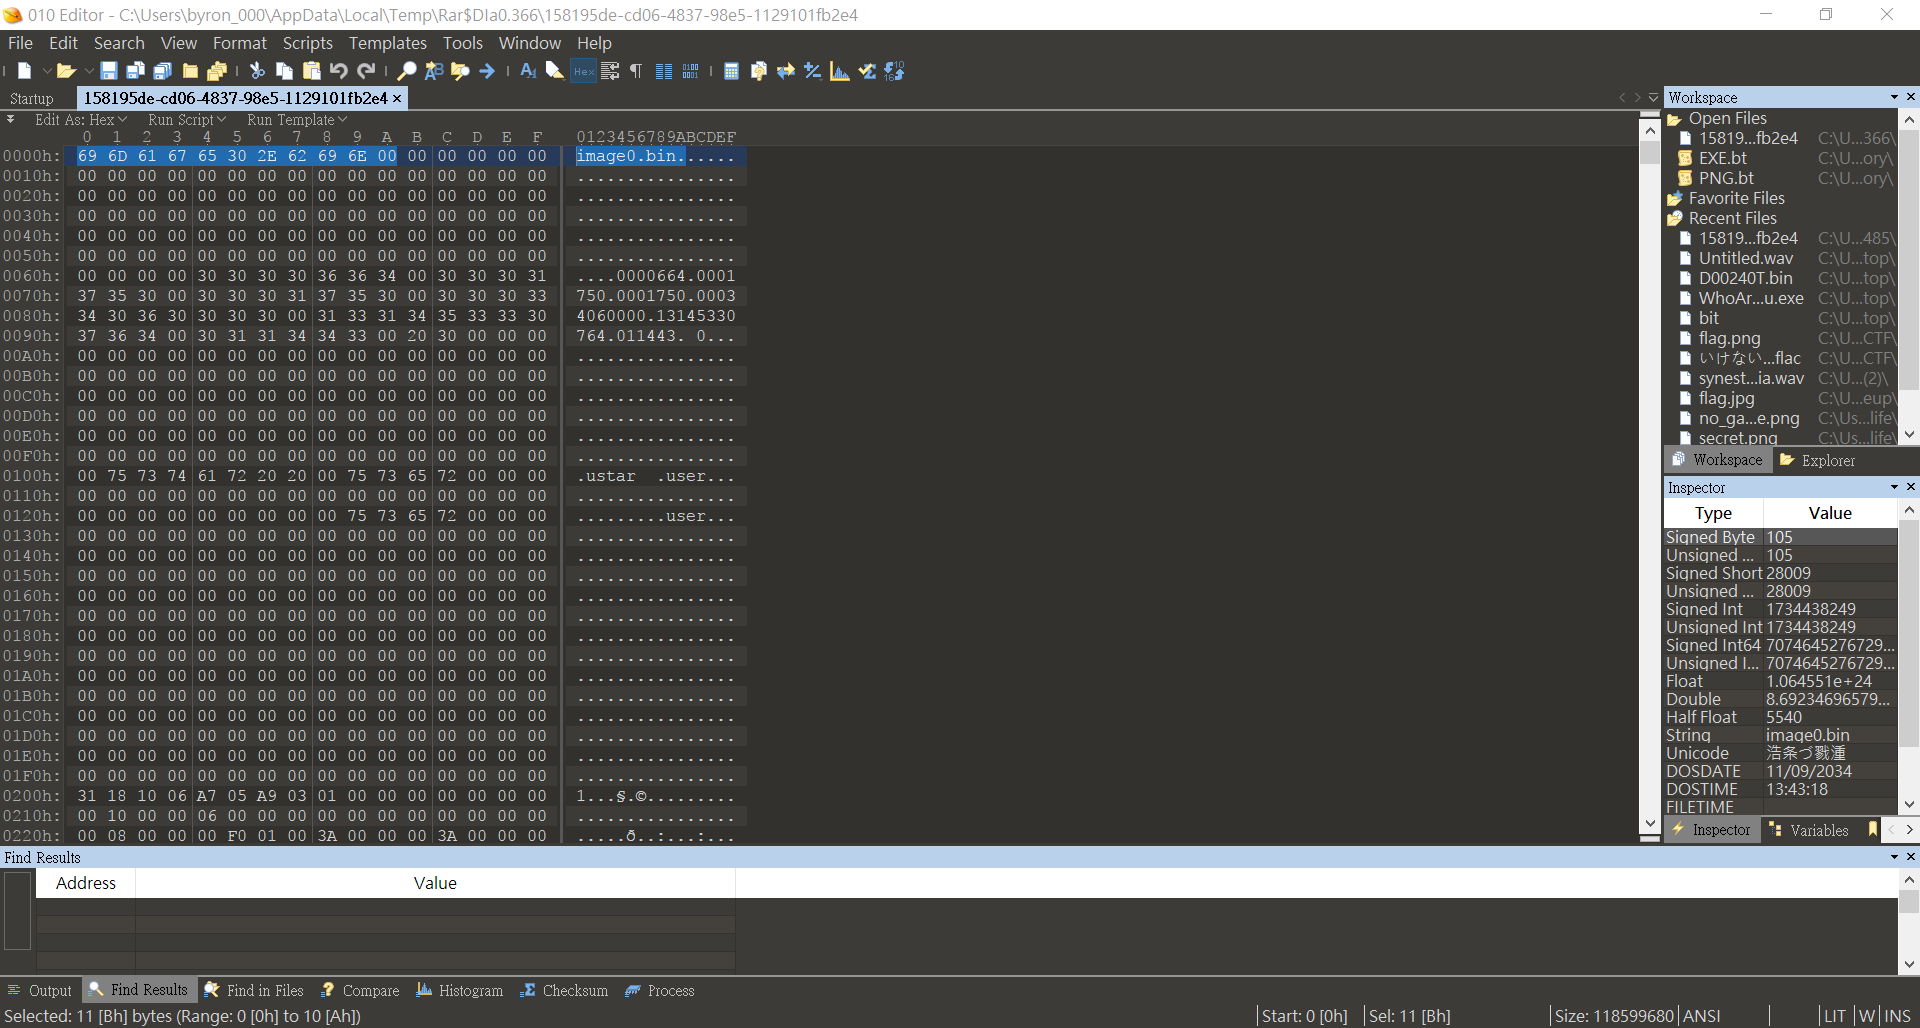 010 Editor - C:\Users\byron_000\AppData\Local\Temp\Rar$DIa0.366\158195de-cd06-4837-98e5-1129101fb2e4
File Edit Search View Format Scripts Templates Tools Window Help
Startup 158195de-cd06-4837-98e5-1129101fb2e4 ×
Edit As: Hex Run Script Run Template
0 1 2 3 4 5 6 7 8 9 A B C D E F 0123456789ABCDEF
0000h: 69 6D 61 67 65 30 2E 62 69 6E 00 00 00 00 00 00 image0.bin......
0010h: 00 00 00 00 00 00 00 00 00 00 00 00 00 00 00 00 ................
0020h: 00 00 00 00 00 00 00 00 00 00 00 00 00 00 00 00 ................
0030h: 00 00 00 00 00 00 00 00 00 00 00 00 00 00 00 00 ................
0040h: 00 00 00 00 00 00 00 00 00 00 00 00 00 00 00 00 ................
0050h: 00 00 00 00 00 00 00 00 00 00 00 00 00 00 00 00 ................
0060h: 00 00 00 00 30 30 30 30 36 36 34 00 30 30 30 31 ....0000664.0001
0070h: 37 35 30 00 30 30 30 31 37 35 30 00 30 30 30 33 750.0001750.0003
0080h: 34 30 36 30 30 30 30 00 31 33 31 34 35 33 33 30 4060000.13145330
0090h: 37 36 34 00 30 31 31 34 34 33 00 20 30 00 00 00 764.011443. 0...
00A0h: 00 00 00 00 00 00 00 00 00 00 00 00 00 00 00 00 ................
00B0h: 00 00 00 00 00 00 00 00 00 00 00 00 00 00 00 00 ................
00C0h: 00 00 00 00 00 00 00 00 00 00 00 00 00 00 00 00 ................
00D0h: 00 00 00 00 00 00 00 00 00 00 00 00 00 00 00 00 ................
00E0h: 00 00 00 00 00 00 00 00 00 00 00 00 00 00 00 00 ................
00F0h: 00 00 00 00 00 00 00 00 00 00 00 00 00 00 00 00 ................
0100h: 00 75 73 74 61 72 20 20 00 75 73 65 72 00 00 00 .ustar  .user...
0110h: 00 00 00 00 00 00 00 00 00 00 00 00 00 00 00 00 ................
0120h: 00 00 00 00 00 00 00 00 00 75 73 65 72 00 00 00 .........user...
0130h: 00 00 00 00 00 00 00 00 00 00 00 00 00 00 00 00 ................
0140h: 00 00 00 00 00 00 00 00 00 00 00 00 00 00 00 00 ................
0150h: 00 00 00 00 00 00 00 00 00 00 00 00 00 00 00 00 ................
0160h: 00 00 00 00 00 00 00 00 00 00 00 00 00 00 00 00 ................
0170h: 00 00 00 00 00 00 00 00 00 00 00 00 00 00 00 00 ................
0180h: 00 00 00 00 00 00 00 00 00 00 00 00 00 00 00 00 ................
0190h: 00 00 00 00 00 00 00 00 00 00 00 00 00 00 00 00 ................
01A0h: 00 00 00 00 00 00 00 00 00 00 00 00 00 00 00 00 ................
01B0h: 00 00 00 00 00 00 00 00 00 00 00 00 00 00 00 00 ................
01C0h: 00 00 00 00 00 00 00 00 00 00 00 00 00 00 00 00 ................
01D0h: 00 00 00 00 00 00 00 00 00 00 00 00 00 00 00 00 ................
01E0h: 00 00 00 00 00 00 00 00 00 00 00 00 00 00 00 00 ................
01F0h: 00 00 00 00 00 00 00 00 00 00 00 00 00 00 00 00 ................
0200h: 31 18 10 06 A7 05 A9 03 01 00 00 00 00 00 00 00 1...§.©.........
0210h: 00 10 00 00 06 00 00 00 00 00 00 00 00 00 00 00 ................
0220h: 00 08 00 00 00 F0 01 00 3A 00 00 00 3A 00 00 00 .....ð..:...:...
Workspace
Open Files
15819...fb2e4 C:\U...366\
EXE.bt C:\U...ory\
PNG.bt C:\U...ory\
Favorite Files
Recent Files
15819...fb2e4 C:\U...485\
Untitled.wav C:\U...top\
D00240T.bin C:\U...top\
WhoAr...u.exe C:\U...top\
bit C:\U...top\
flag.png C:\U...CTF\
いけない...flac C:\U...CTF\
synest...ia.wav C:\U...(2)\
flag.jpg C:\U...eup\
no_ga...e.png C:\Us...life\
secret.png C:\Us...life\
Workspace Explorer
Inspector
Type Value
Signed Byte 105
Unsigned ... 105
Signed Short 28009
Unsigned ... 28009
Signed Int 1734438249
Unsigned Int 1734438249
Signed Int64 7074645276729...
Unsigned I... 7074645276729...
Float 1.064551e+24
Double 8.69234696579...
Half Float 5540
String image0.bin
Unicode
DOSDATE 11/09/2034
DOSTIME 13:43:18
FILETIME
Inspector Variables
Find Results
Address Value
Output Find Results Find in Files Compare Histogram Checksum Process
Selected: 11 [Bh] bytes (Range: 0 [0h] to 10 [Ah]) Start: 0 [0h] Sel: 11 [Bh] Size: 118599680 ANSI LIT W INS